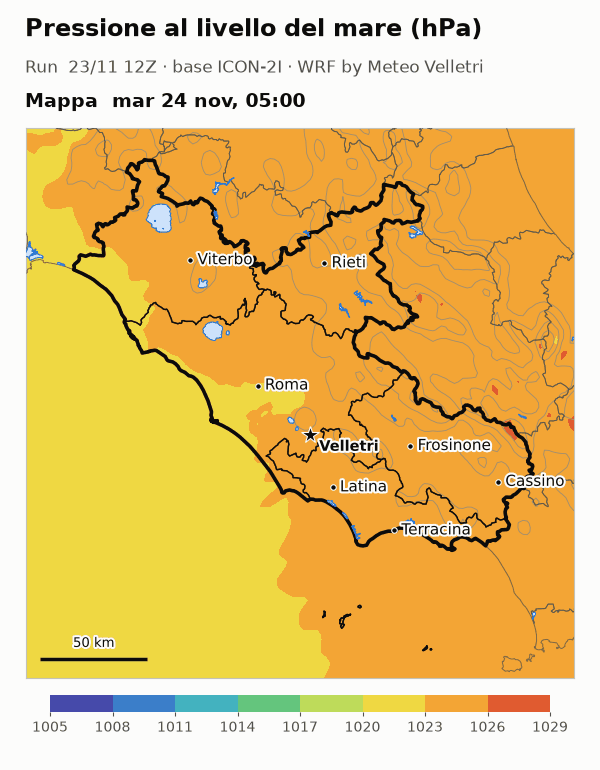 Pressione al livello del mare (hPa)
Run  23/11 12Z · base ICON-2I · WRF by Meteo Velletri
Mappa  mar 24 nov, 05:00
Viterbo
Rieti
Roma
Velletri
Frosinone
Cassino
Latina
Terracina
50 km
1005 1008 1011 1014 1017 1020 1023 1026 1029